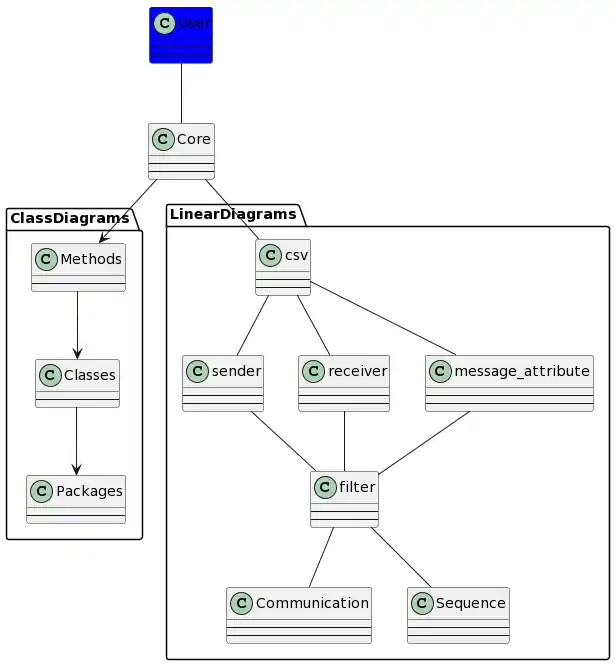 C User
C Core
ClassDiagrams
LinearDiagrams
C Methods
C csv
C Classes
C sender
C receiver
C message_attribute
C Packages
C filter
C Communication
C Sequence